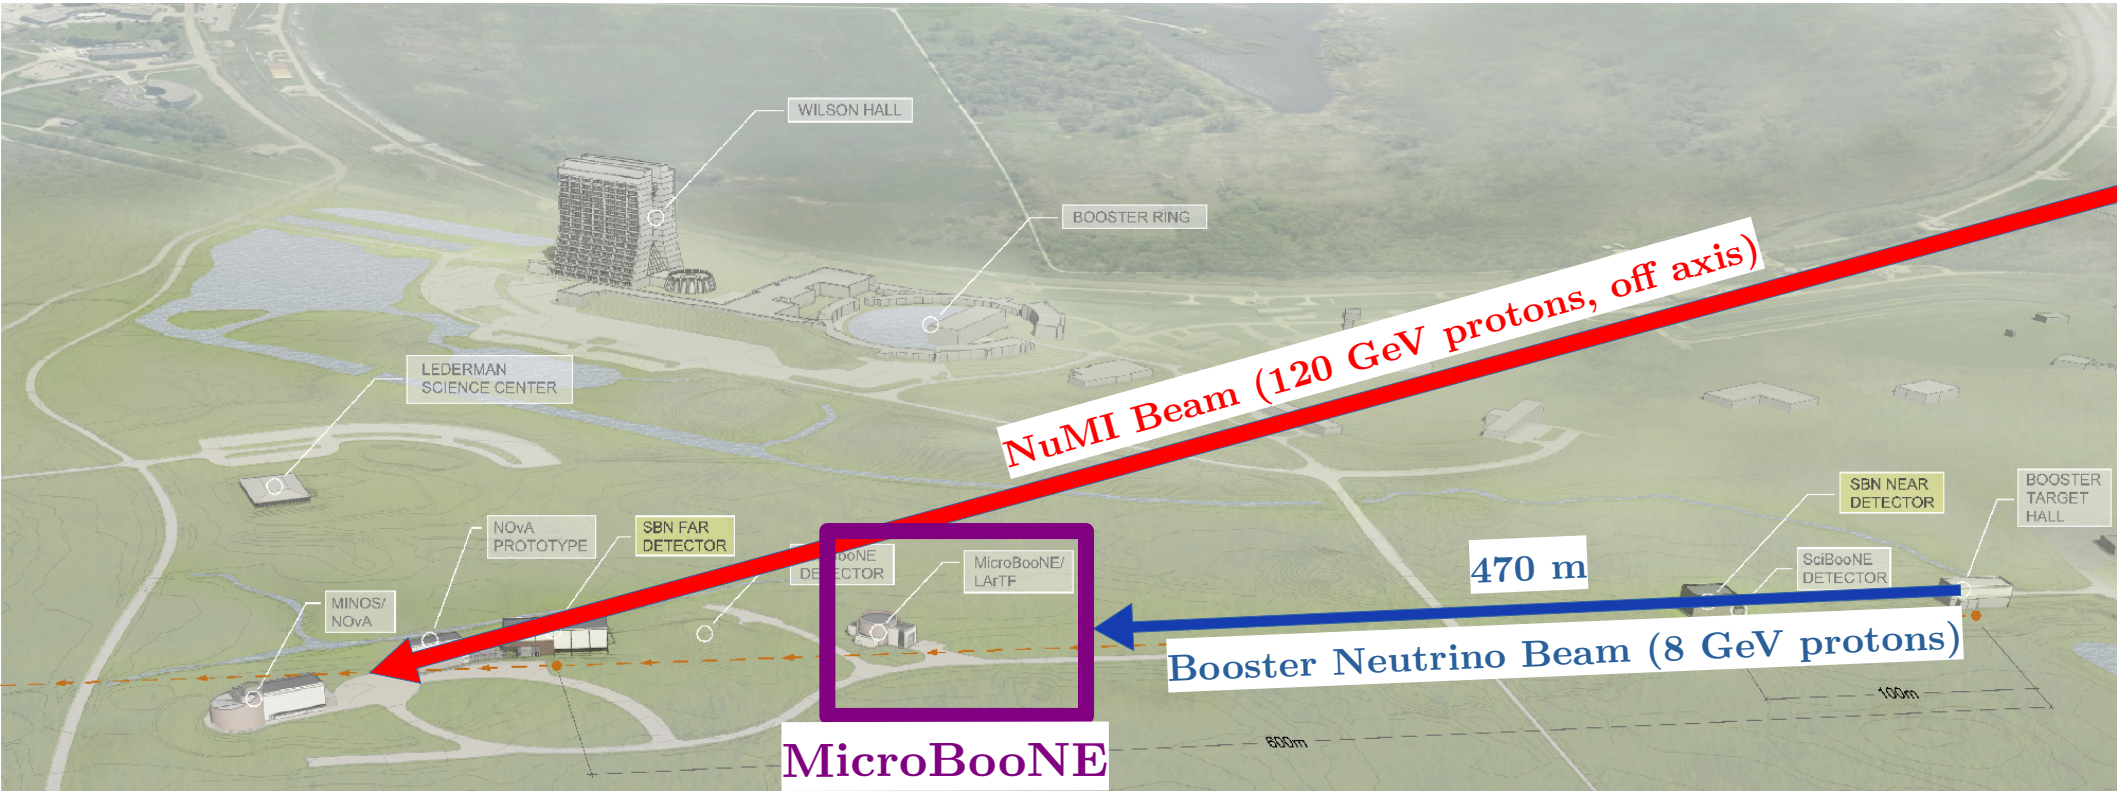 WILSON HALL
BOOSTER RING
NuMI Beam (120 GeV protons, off axis)
LEDERMAN
SCIENCE CENTER
SBN NEAR
DETECTOR
BOOSTER
TARGET
HALL
NOvA
PROTOTYPE
SBN FAR
DETECTOR
BooNE
DETECTOR
MicroBooNE/
LArTF
470 m
SciBooNE
DETECTOR
MINOS/
NOvA
Booster Neutrino Beam (8 GeV protons)
100m
600m
MicroBooNE